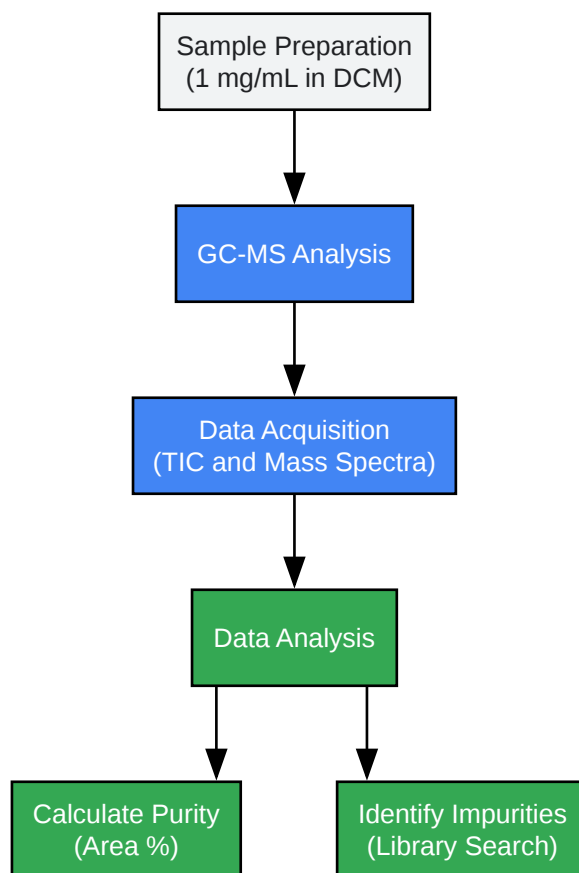 Sample Preparation
(1 mg/mL in DCM)
GC-MS Analysis
Data Acquisition
(TIC and Mass Spectra)
Data Analysis
Calculate Purity
(Area %)
Identify Impurities
(Library Search)